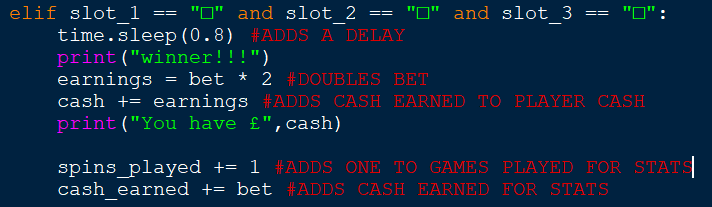 elif slot_1 == "□" and slot_2 == "□" and slot_3 == "□":
    time.sleep(0.8) #ADDS A DELAY
    print("winner!!!")
    earnings = bet * 2 #DOUBLES BET
    cash += earnings #ADDS CASH EARNED TO PLAYER CASH
    print("You have £",cash)

    spins_played += 1 #ADDS ONE TO GAMES PLAYED FOR STATS
    cash_earned += bet #ADDS CASH EARNED FOR STATS